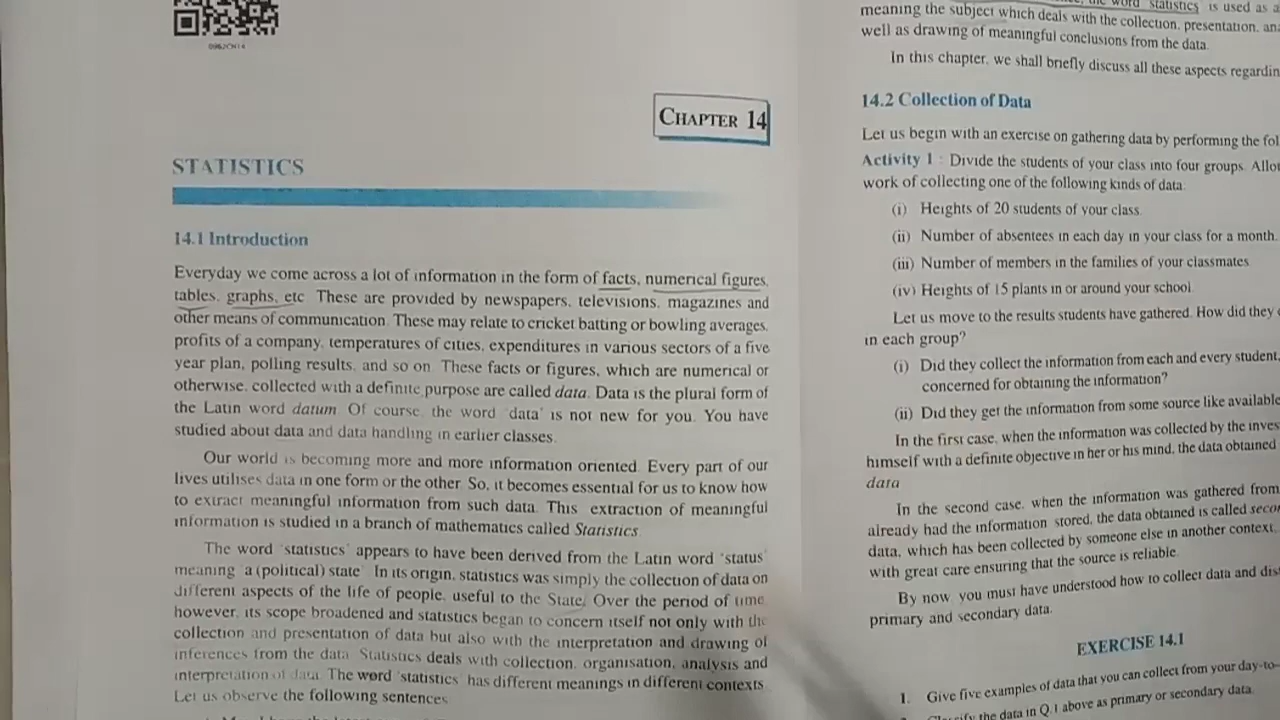 CHAPTER 14
STATISTICS
14.1 Introduction
Everyday we come across a lot of information in the form of facts, numerical figures,
tables, graphs, etc. These are provided by newspapers, televisions, magazines and
other means of communication. These may relate to cricket batting or bowling averages,
profits of a company, temperatures of cities, expenditures in various sectors of a five
year plan, polling results, and so on. These facts or figures, which are numerical or
otherwise, collected with a definite purpose are called data. Data is the plural form of
the Latin word datum. Of course, the word 'data' is not new for you. You have
studied about data and data handling in earlier classes.
Our world is becoming more and more information oriented. Every part of our
lives utilises data in one form or the other. So, it becomes essential for us to know how
to extract meaningful information from such data. This extraction of meaningful
information is studied in a branch of mathematics called Statistics.
The word 'statistics' appears to have been derived from the Latin word 'status'
meaning 'a (political) state'. In its origin, statistics was simply the collection of data on
different aspects of the life of people, useful to the State. Over the period of time,
however, its scope broadened and statistics began to concern itself not only with the
collection and presentation of data but also with the interpretation and drawing of
inferences from the data. Statistics deals with collection, organisation, analysis and
interpretation of data. The word 'statistics' has different meanings in different contexts.
Let us observe the following sentences:
the word 'statistics' is used as a
meaning the subject which deals with the collection, presentation,
well as drawing of meaningful conclusions from the data.
In this chapter, we shall briefly discuss all these aspects
14.2 Collection of Data
Let us begin with an exercise on gathering data by performing the
Activity 1 : Divide the students of your class into four groups.
work of collecting one of the following kinds of data.
(i) Heights of 20 students of your class.
(ii) Number of absentees in each day in your class for a month.
(iii) Number of members in the families of your classmates.
(iv) Heights of 15 plants in or around your school.
Let us move to the results students have gathered. How did they
in each group?
(i) Did they collect the information from each and every student,
concerned for obtaining the information?
(ii) Did they get the information from some source like available
In the first case, when the information was collected by the
himself with a definite objective in her or his mind, the data obtained
data
In the second case, when the information was gathered from
already had the information stored, the data obtained is called
data, which has been collected by someone else in another context,
with great care ensuring that the source is reliable.
By now, you must have understood how to collect data and
primary and secondary data.
EXERCISE 14.1
1. Give five examples of data that you can collect from your
the data in Q.1 above as primary or secondary data.